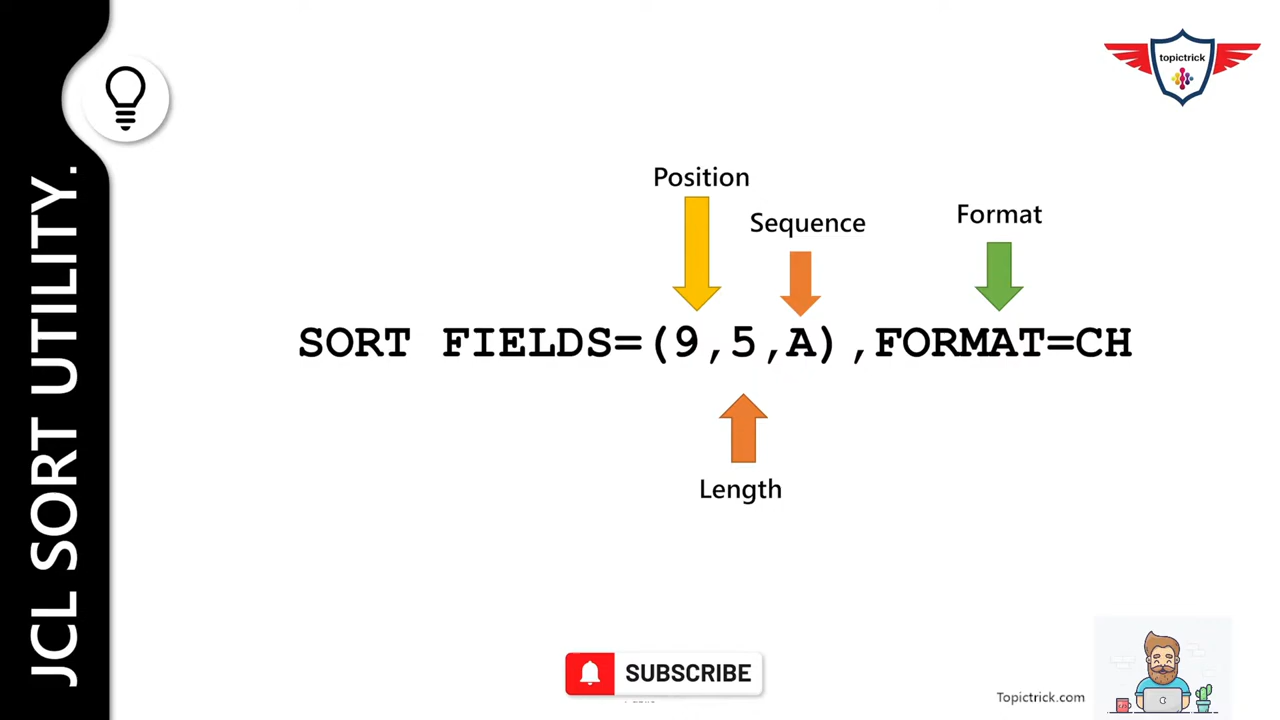 JCL SORT UTILITY.
topictrick
Position
Sequence
Format
SORT FIELDS=(9,5,A),FORMAT=CH
Length
SUBSCRIBE
Topictrick.com